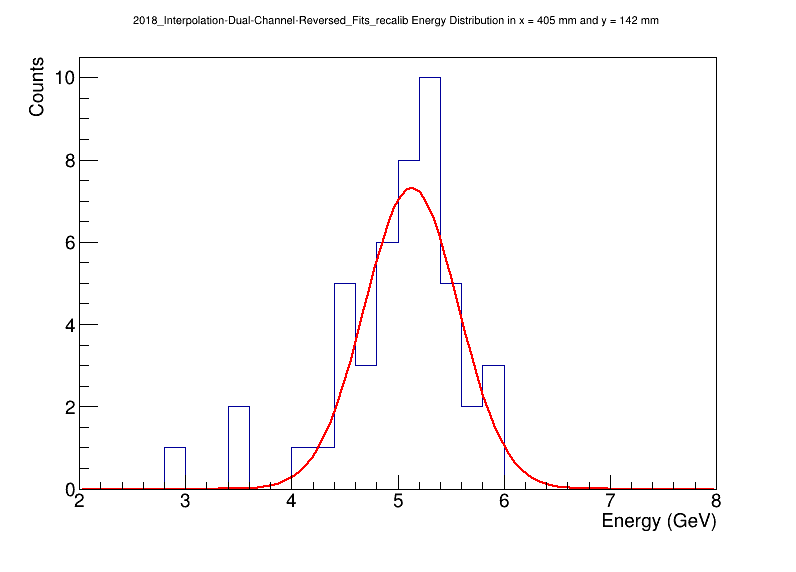 2018_Interpolation-Dual-Channel-Reversed_Fits_recalib Energy Distribution in x = 405 mm and y = 142 mm
Counts
10
8
6
4
2
0
2 3 4 5 6 7 8
Energy (GeV)